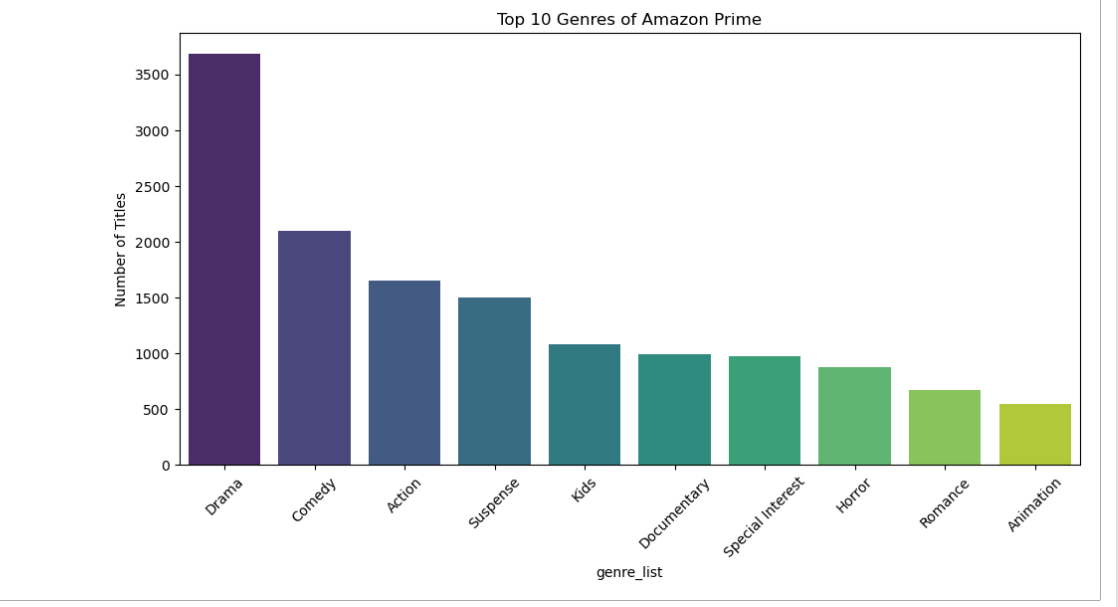 Top 10 Genres of Amazon Prime
Number of Titles
3500
3000
2500
2000
1500
1000
500
0
Drama
Comedy
Action
Suspense
Kids
Documentary
Special Interest
Horror
Romance
Animation
genre_list